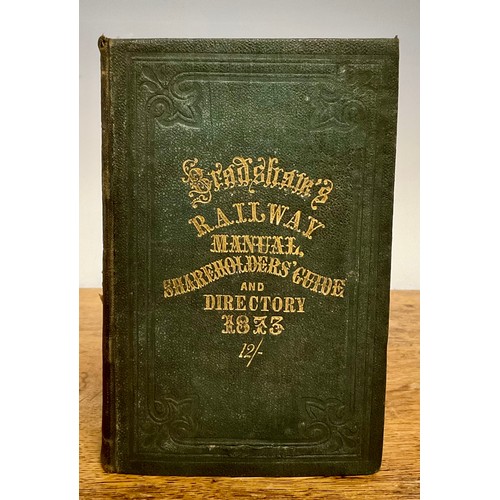 Bradshaw's
RAILWAY
MANUAL,
SHAREHOLDERS' GUIDE
AND
DIRECTORY
1873
12/-